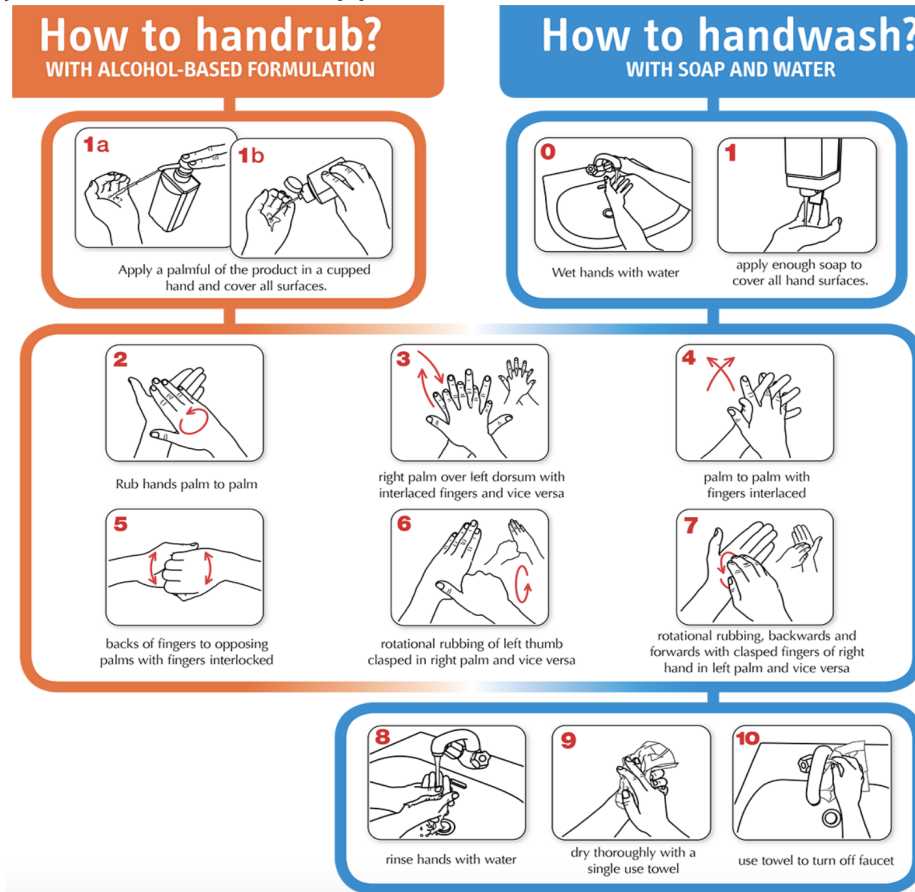 How to handrub?
WITH ALCOHOL-BASED FORMULATION
How to handwash?
WITH SOAP AND WATER
1a
1b
Apply a palmful of the product in a cupped
hand and cover all surfaces.
0
Wet hands with water
1
apply enough soap to
cover all hand surfaces.
2
Rub hands palm to palm
3
right palm over left dorsum with
interlaced fingers and vice versa
4
palm to palm with
fingers interlaced
5
backs of fingers to opposing
palms with fingers interlocked
6
rotational rubbing of left thumb
clasped in right palm and vice versa
7
rotational rubbing, backwards and
forwards with clasped fingers of right
hand in left palm and vice versa
8
rinse hands with water
9
dry thoroughly with a
single use towel
10
use towel to turn off faucet